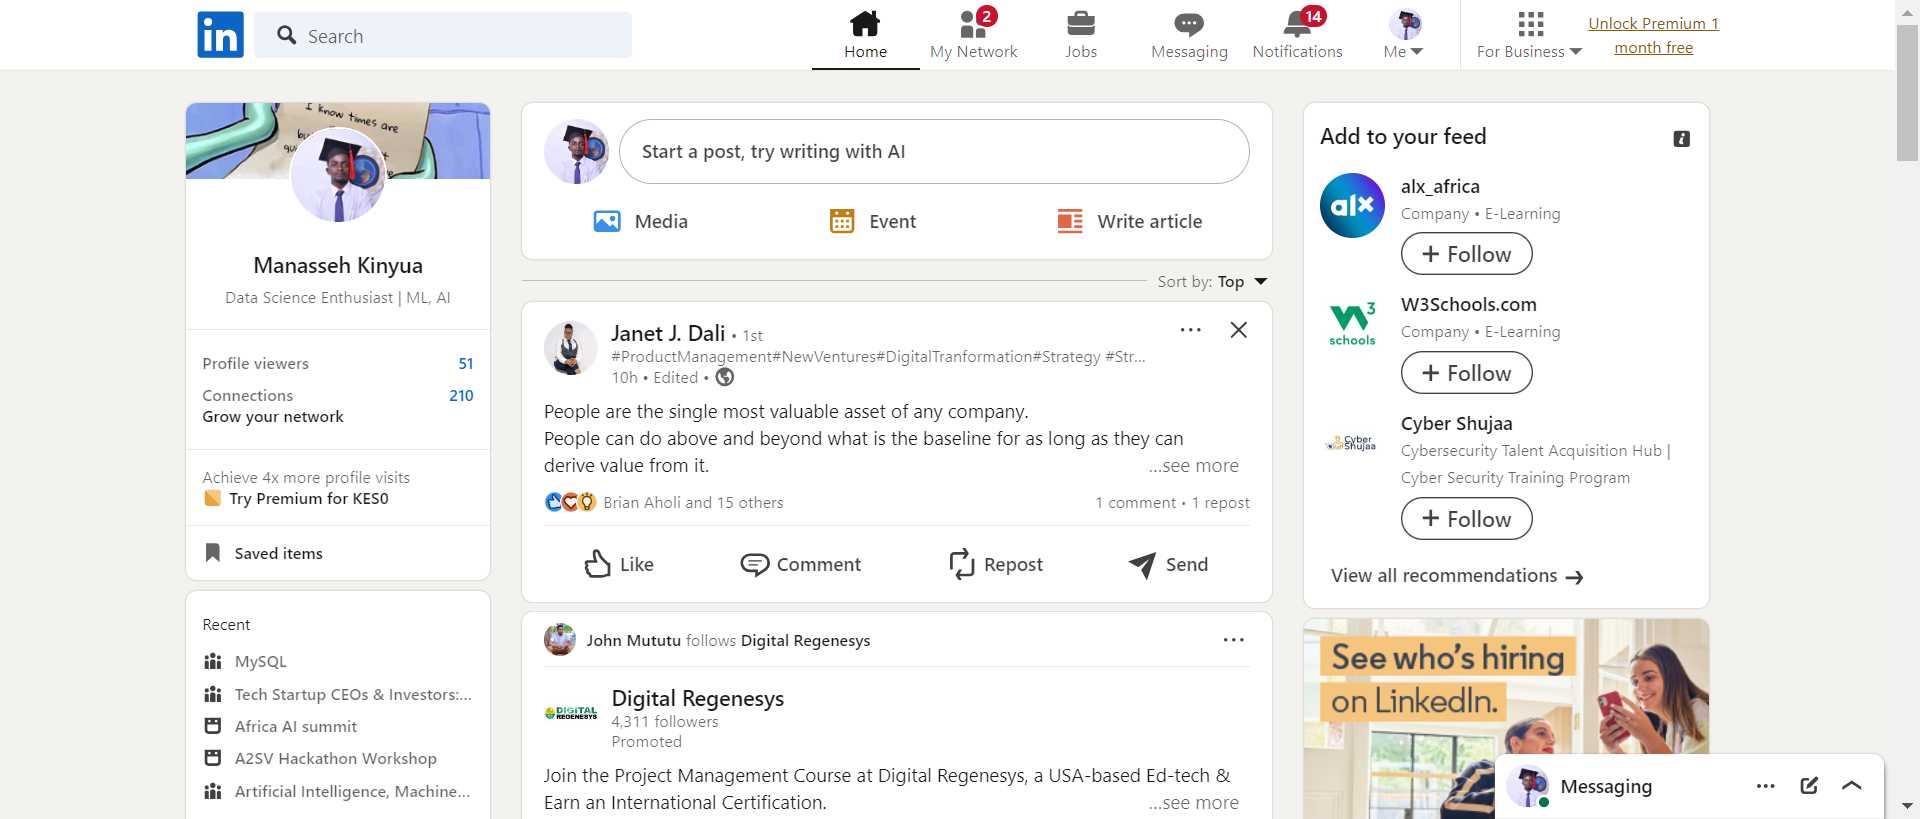 in
Search
Home
2
My Network
Jobs
Messaging
14
Notifications
Me
For Business
Unlock Premium 1
month free
I know times are
Manasseh Kinyua
Data Science Enthusiast | ML, AI
Profile viewers
51
Connections
210
Grow your network
Achieve 4x more profile visits
Try Premium for KES0
Saved items
Recent
MySQL
Tech Startup CEOs & Investors:...
Africa AI summit
A2SV Hackathon Workshop
Artificial Intelligence, Machine...
Start a post, try writing with AI
Media
Event
Write article
Sort by: Top
Janet J. Dali • 1st
#ProductManagement#NewVentures#DigitalTranformation#Strategy #Str...
10h • Edited •
People are the single most valuable asset of any company.
People can do above and beyond what is the baseline for as long as they can
derive value from it.
...see more
Brian Aholi and 15 others
1 comment • 1 repost
Like
Comment
Repost
Send
John Mututu follows Digital Regenesys
DIGITAL
REGENESYS
Digital Regenesys
4,311 followers
Promoted
Join the Project Management Course at Digital Regenesys, a USA-based Ed-tech &
Earn an International Certification.
...see more
Add to your feed
alx
alx_africa
Company • E-Learning
+ Follow
W3
schools
W3Schools.com
Company • E-Learning
+ Follow
Cyber
Shujaa
Cyber Shujaa
Cybersecurity Talent Acquisition Hub |
Cyber Security Training Program
+ Follow
View all recommendations
See who's hiring
on LinkedIn.
Messaging